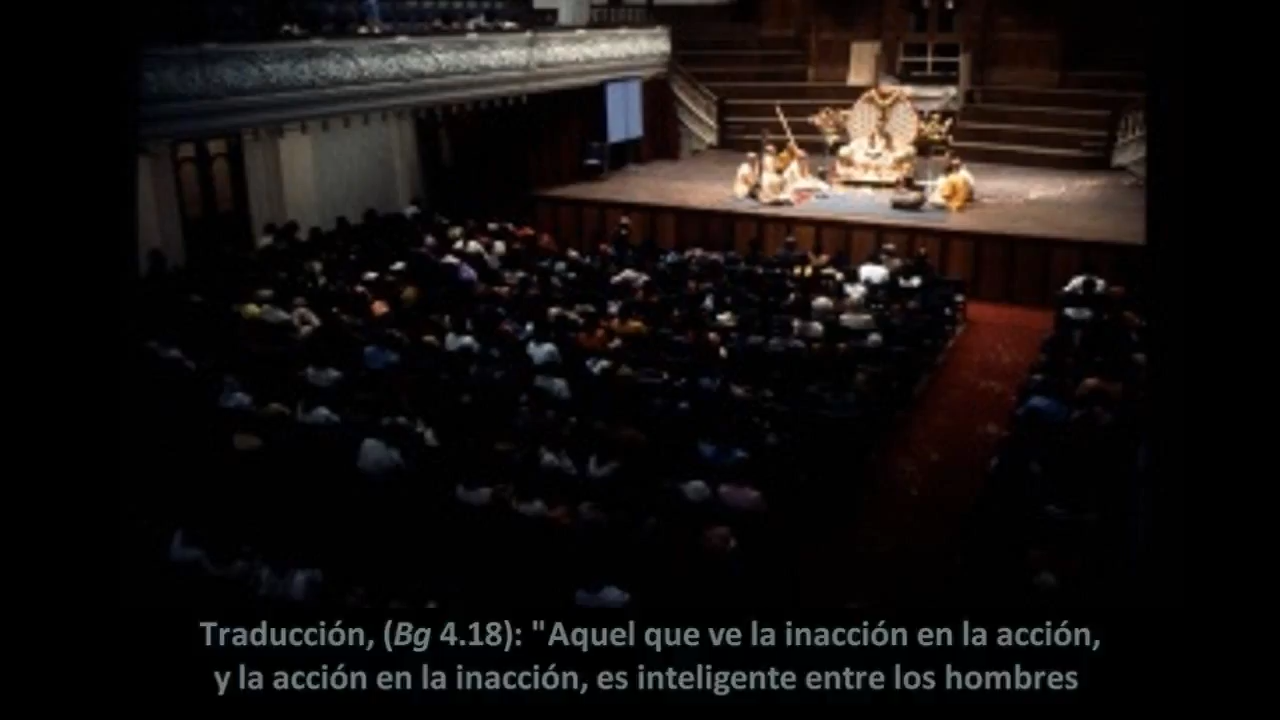 Traducción, (Bg 4.18): "Aquel que ve la inacción en la acción,
y la acción en la inacción, es inteligente entre los hombres